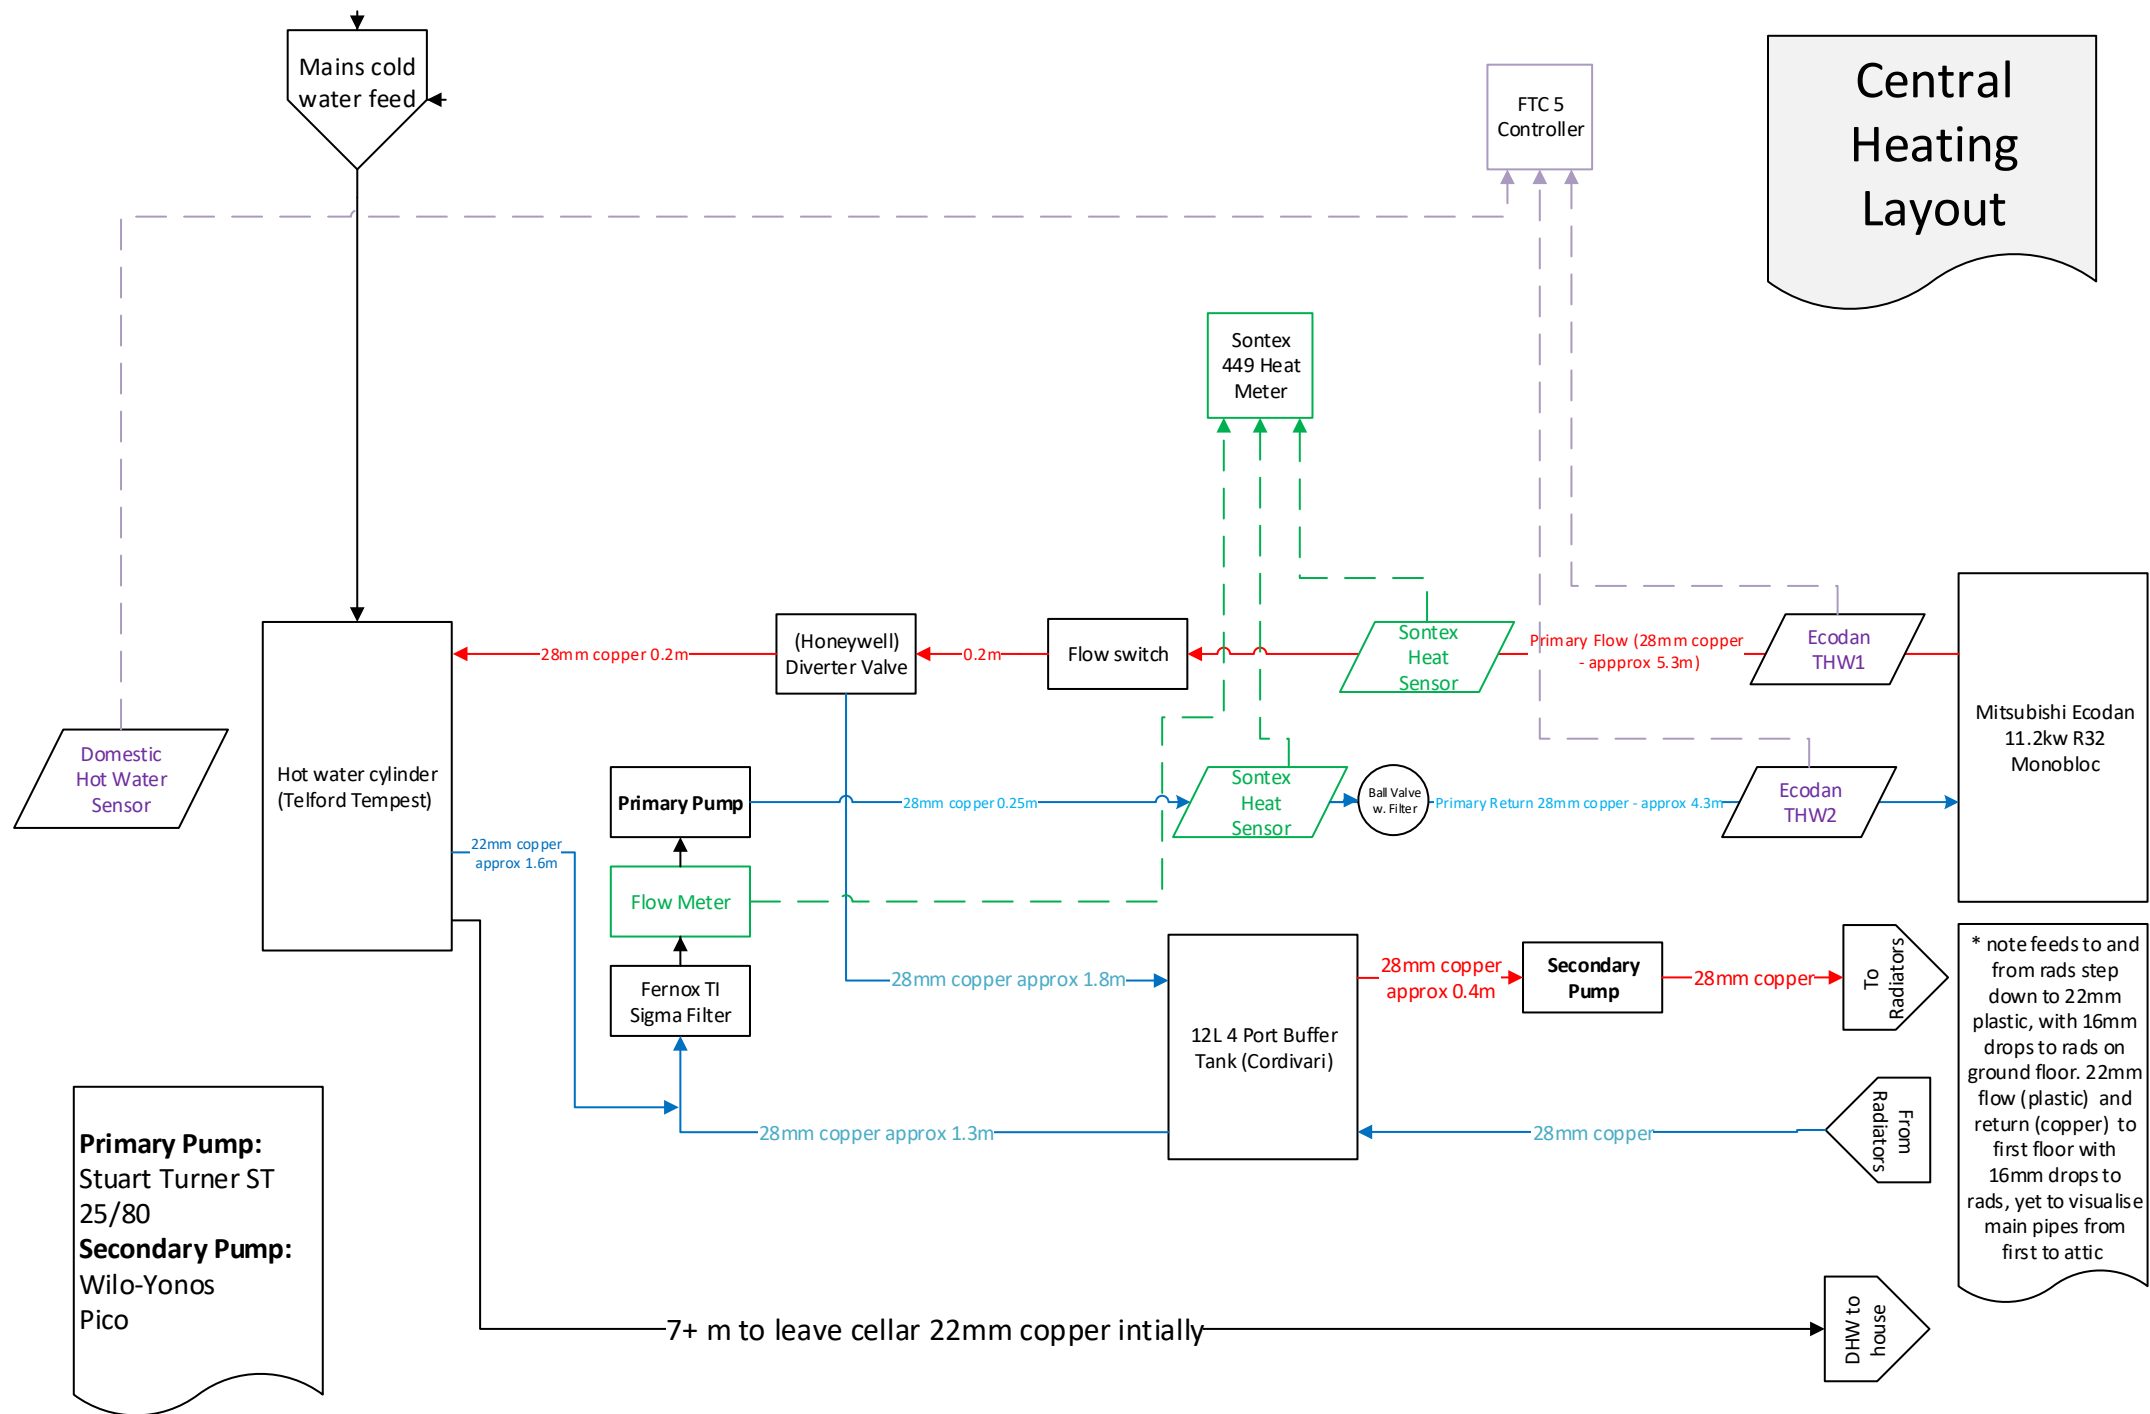 Mains cold
water feed
FTC 5
Controller
Central
Heating
Layout
Sontex
449 Heat
Meter
28mm copper 0.2m
(Honeywell)
Diverter Valve
0.2m
Flow switch
Sontex
Heat
Sensor
Primary Flow (28mm copper
- appprox 5.3m)
Ecodan
THW1
Mitsubishi Ecodan
11.2kw R32
Monobloc
Domestic
Hot Water
Sensor
Hot water cylinder
(Telford Tempest)
Primary Pump
28mm copper 0.25m
Sontex
Heat
Sensor
Ball Valve
w. Filter
Primary Return 28mm copper - approx 4.3m
Ecodan
THW2
22mm copper
approx 1.6m
Flow Meter
Fernox TI
Sigma Filter
28mm copper approx 1.8m
12L 4 Port Buffer
Tank (Cordivari)
28mm copper
approx 0.4m
Secondary
Pump
28mm copper
To
Radiators
28mm copper approx 1.3m
28mm copper
From
Radiators
* note feeds to and
from rads step
down to 22mm
plastic, with 16mm
drops to rads on
ground floor. 22mm
flow (plastic) and
return (copper) to
first floor with
16mm drops to
rads, yet to visualise
main pipes from
first to attic
Primary Pump:
Stuart Turner ST
25/80
Secondary Pump:
Wilo-Yonos
Pico
7+ m to leave cellar 22mm copper intially
DHW to
house